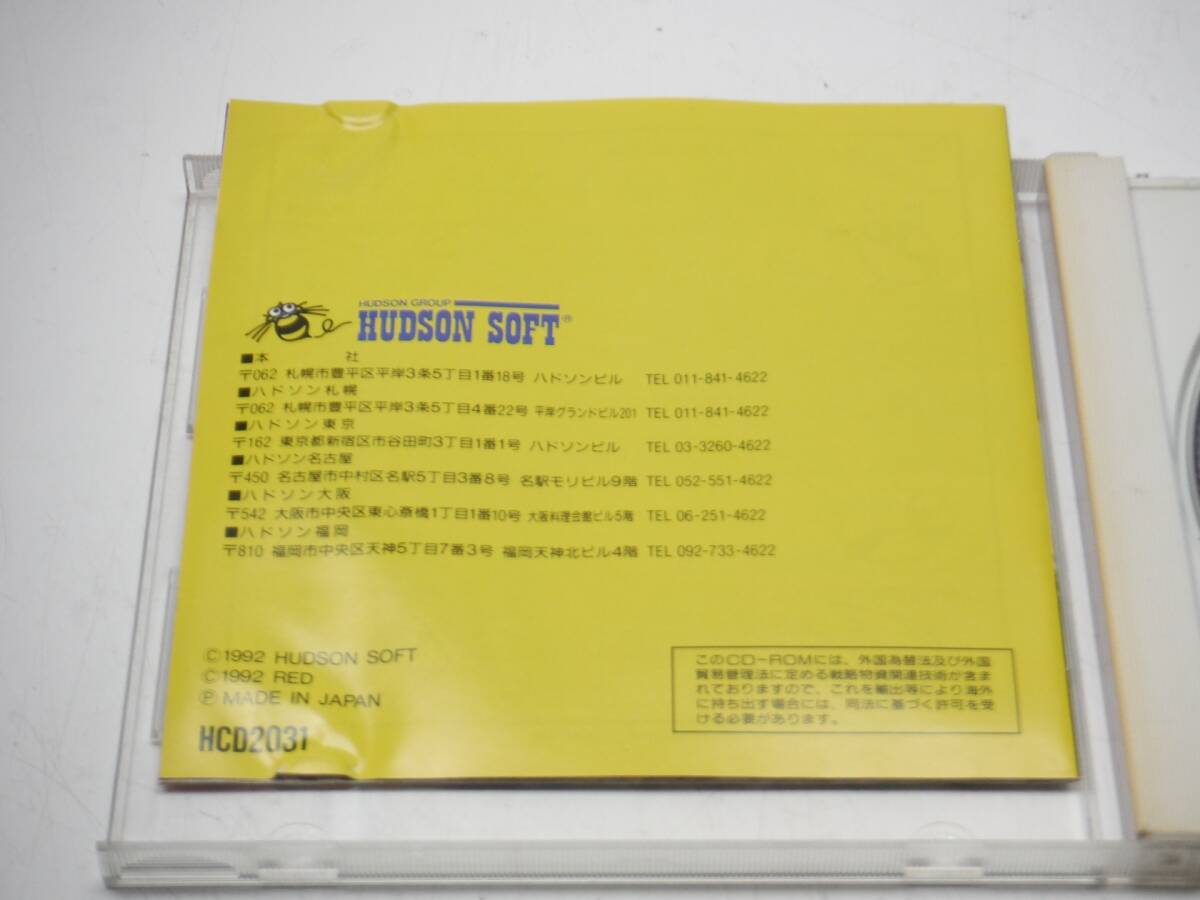 HUDSON GROUP
HUDSON SOFT®
■本 社
〒062 札幌市豊平区平岸3条5丁目1番18号 ハドソンビル TEL 011-841-4622
■ハドソン札幌
〒062 札幌市豊平区平岸3条5丁目4番22号 平岸グランドビル201 TEL 011-841-4622
■ハドソン東京
〒162 東京都新宿区市谷田町3丁目1番1号 ハドソンビル TEL 03-3260-4622
■ハドソン名古屋
〒450 名古屋市中村区名駅5丁目3番8号 名駅モリビル9階 TEL 052-551-4622
■ハドソン大阪
〒542 大阪市中央区東心斎橋1丁目1番10号 大阪料理会館ビル5階 TEL 06-251-4622
■ハドソン福岡
〒810 福岡市中央区天神5丁目7番3号 福岡天神北ビル4階 TEL 092-733-4622
Ⓒ1992 HUDSON SOFT
Ⓒ1992 RED
Ⓟ MADE IN JAPAN
HCD2031
このCD-ROMには、外国為替法及び外国
貿易管理法に定める戦略物資関連技術が含ま
れておりますので、これを輸出等により海外
に持ち出す場合には、同法に基づく許可を受
ける必要があります。